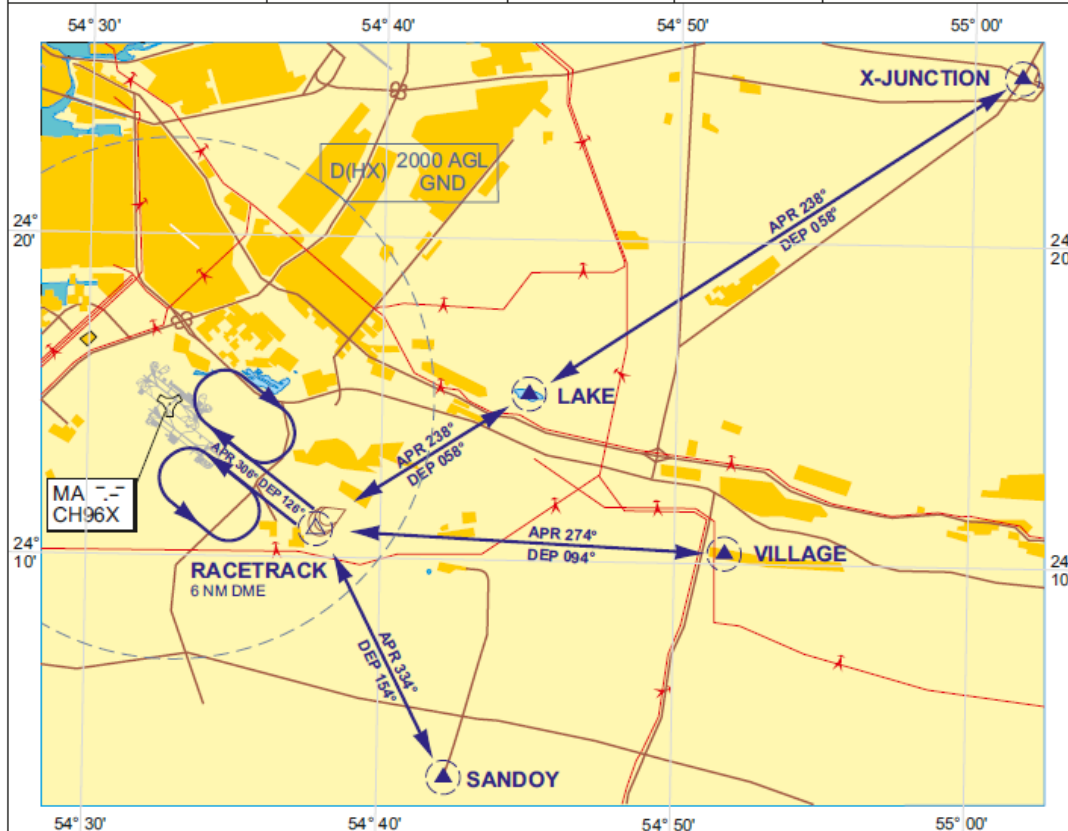 54° 30'
54° 40'
54° 50'
55° 00'
X-JUNCTION
D(HX)
2000 AGL
GND
24°
20'
24°
20'
APR 238°
DEP 058°
LAKE
APR 238°
DEP 058°
APR 306° DEP 126°
MA
CH96X
APR 274°
DEP 094°
VILLAGE
24°
10'
24°
10'
RACETRACK
6 NM DME
APR 334°
DEP 154°
SANDOY
54° 30'
54° 40'
54° 50'
55° 00'